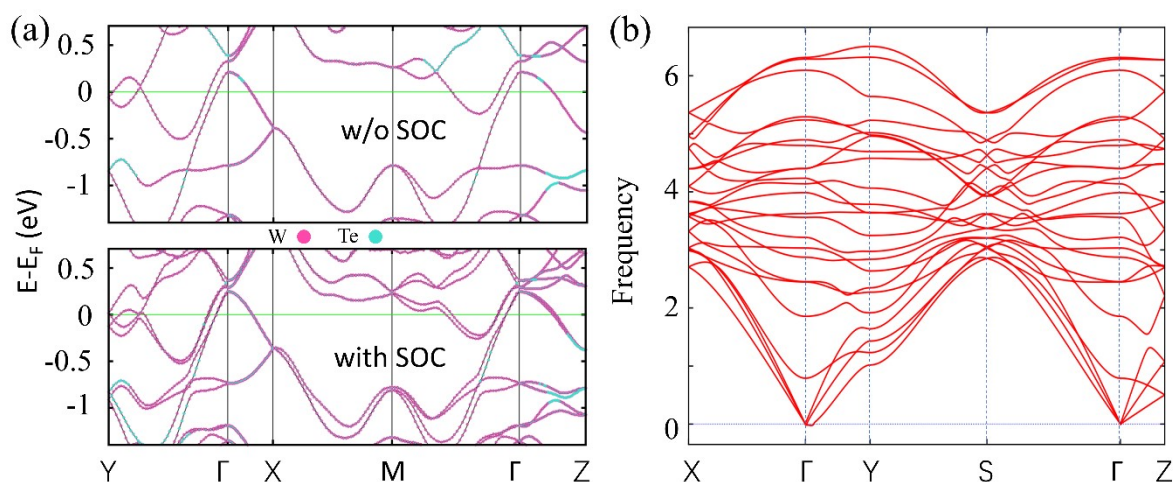 (a)
0.5
0
-0.5
-1
w/o SOC
W Te
E-E_F (eV)
0.5
0
-0.5
-1
with SOC
Y Γ X M Γ Z
(b)
6
4
2
0
Frequency
X Γ Y S Γ Z